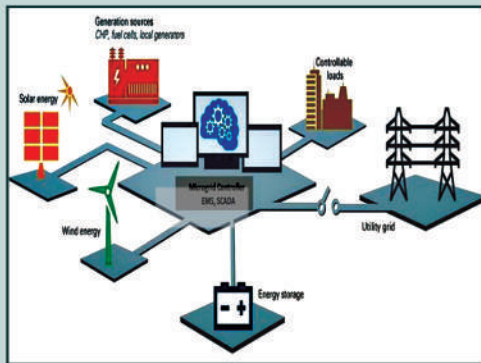 Generation sources
CHP, fuel cells, local generators
Controllable
loads
Solar energy
Microgrid Controller
EMS, SCADA
Wind energy
Utility grid
Energy storage